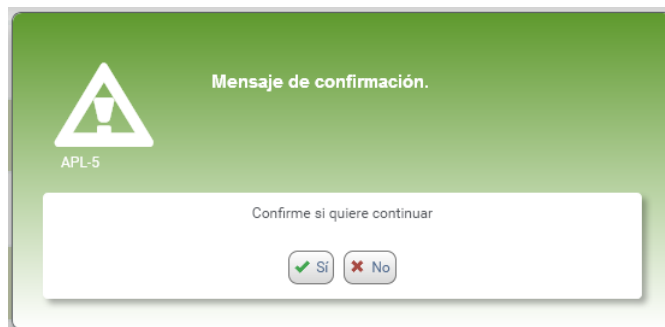 Mensaje de confirmación.
APL-5
Confirme si quiere continuar
Sí
No